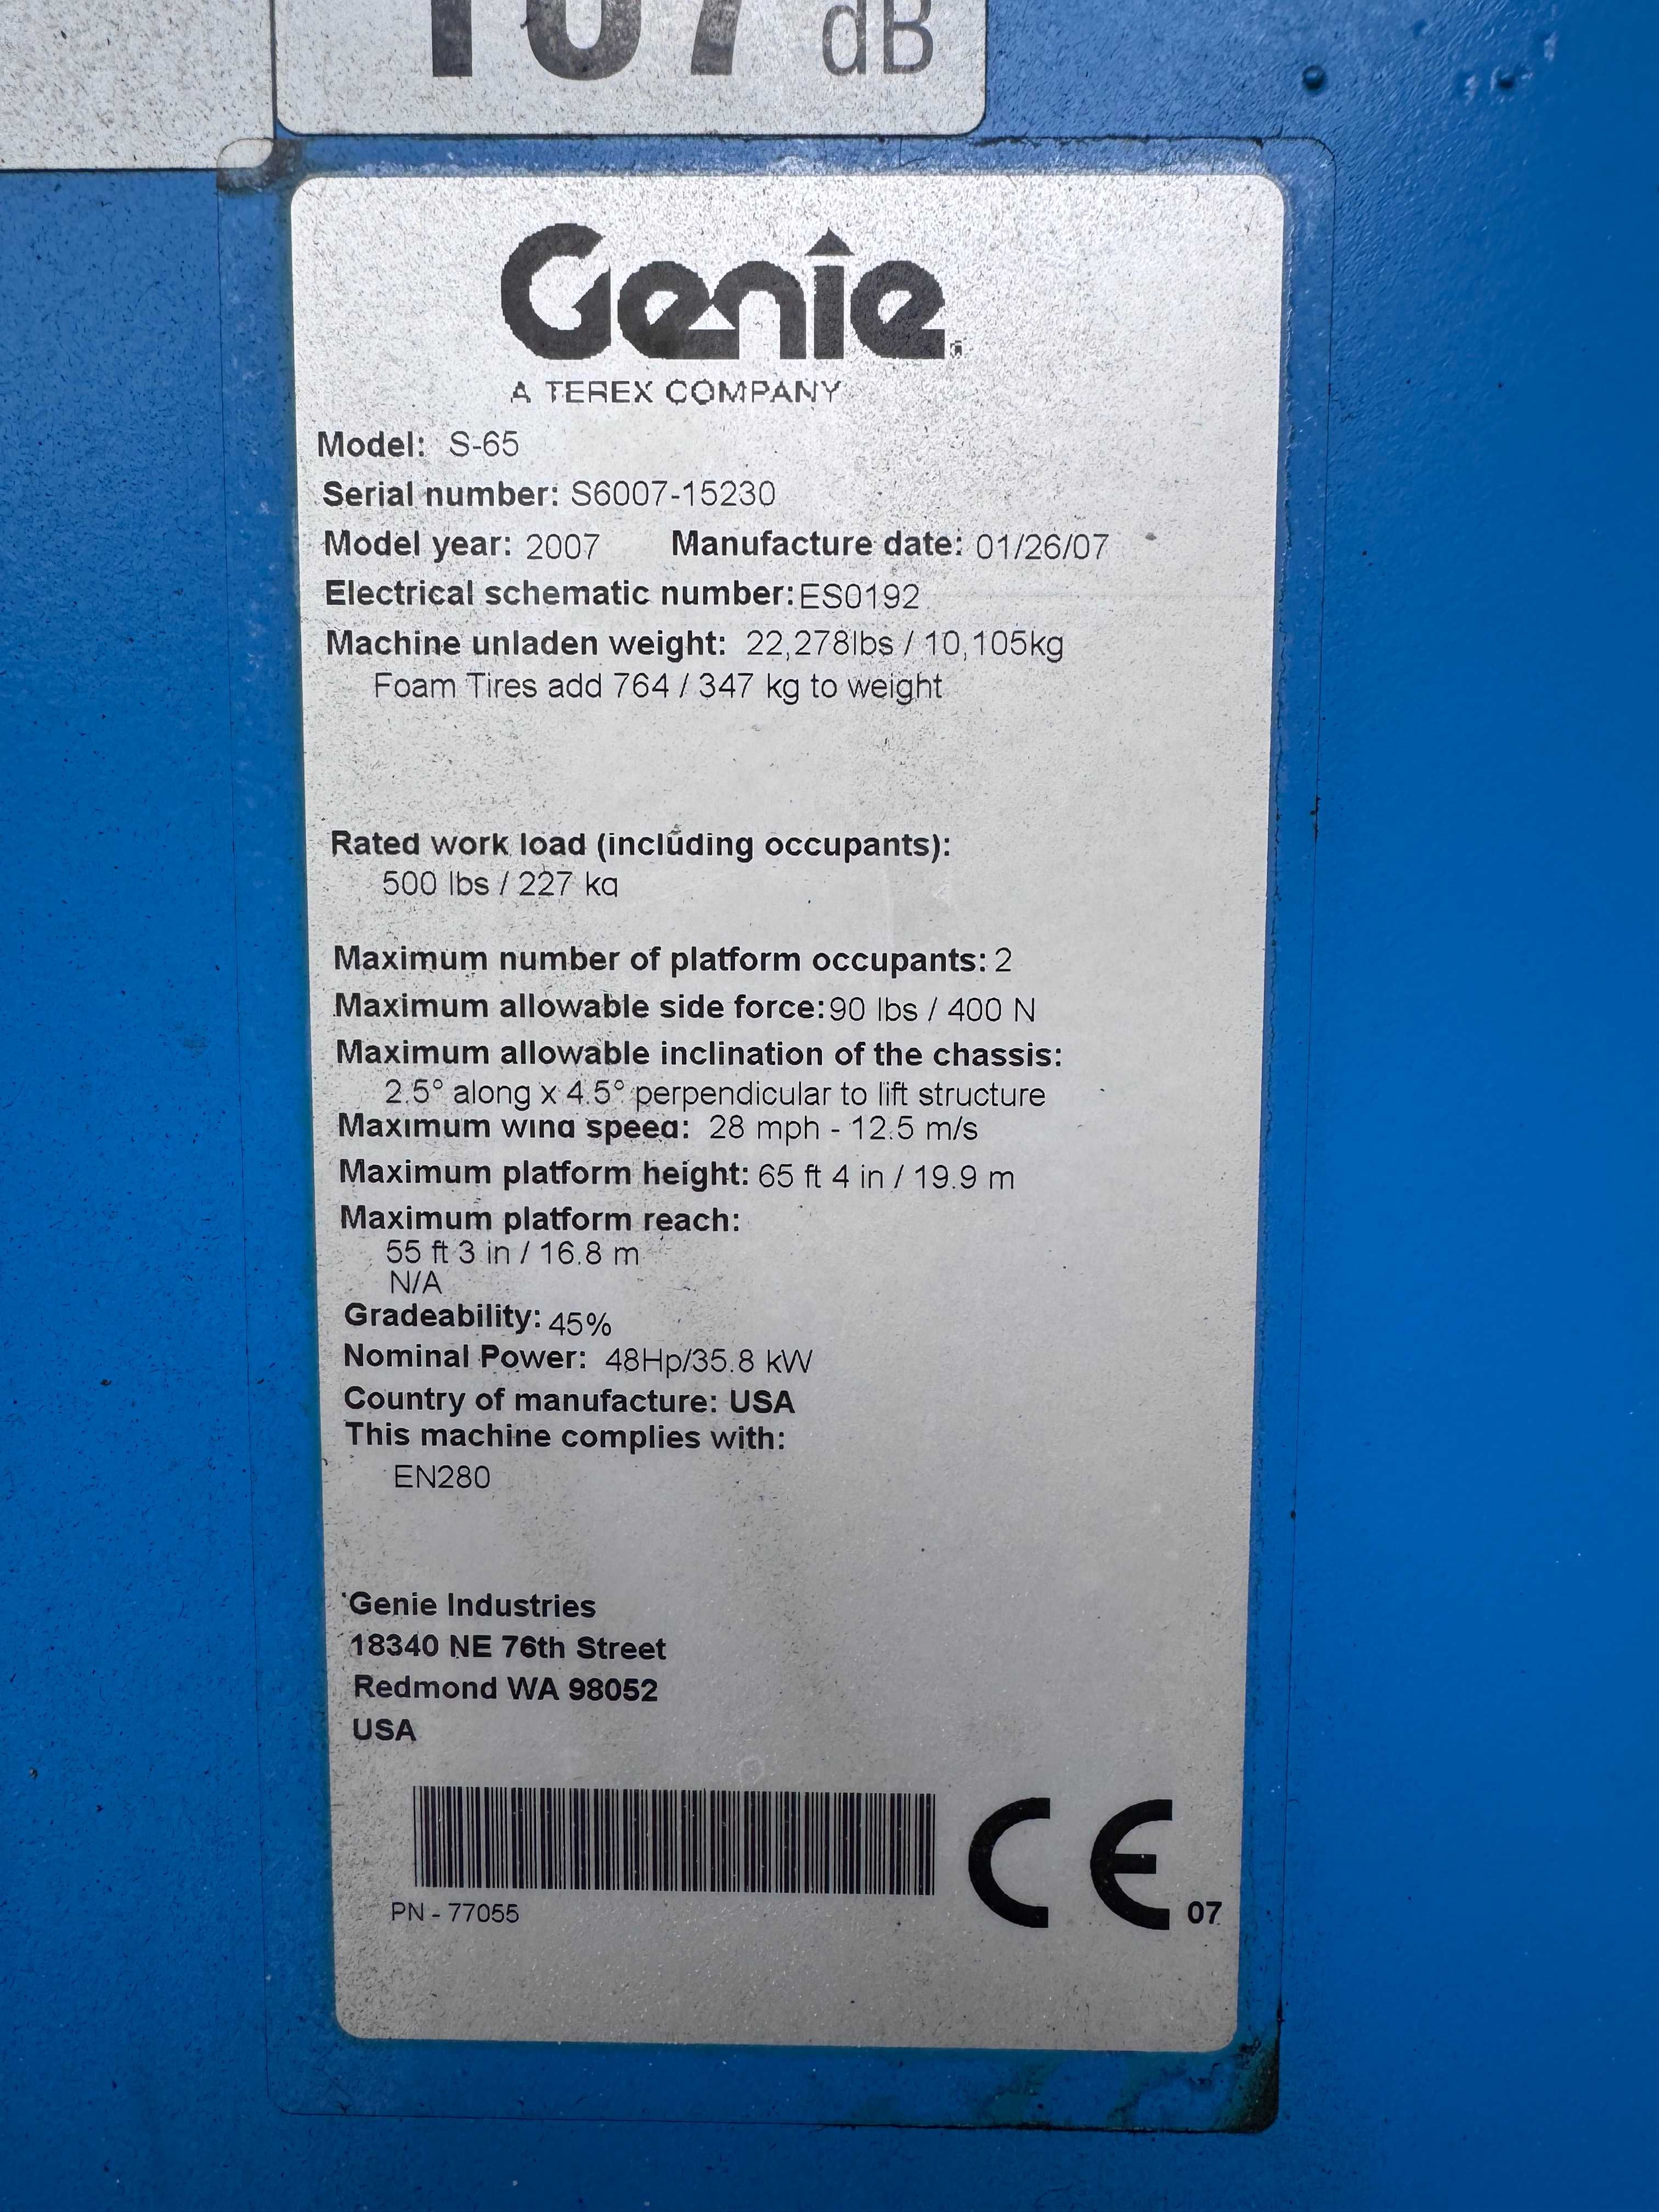 107 dB
Genie
A TEREX COMPANY
Model: S-65
Serial number: S6007-15230
Model year: 2007 Manufacture date: 01/26/07
Electrical schematic number: ES0192
Machine unladen weight: 22,278lbs / 10,105kg
Foam Tires add 764 / 347 kg to weight
Rated work load (including occupants):
500 lbs / 227 kg
Maximum number of platform occupants: 2
Maximum allowable side force: 90 lbs / 400 N
Maximum allowable inclination of the chassis:
2.5° along x 4.5° perpendicular to lift structure
Maximum wind speed: 28 mph - 12.5 m/s
Maximum platform height: 65 ft 4 in / 19.9 m
Maximum platform reach:
55 ft 3 in / 16.8 m
N/A
Gradeability: 45%
Nominal Power: 48Hp/35.8 kW
Country of manufacture: USA
This machine complies with:
EN280
Genie Industries
18340 NE 76th Street
Redmond WA 98052
USA
CE 07
PN - 77055